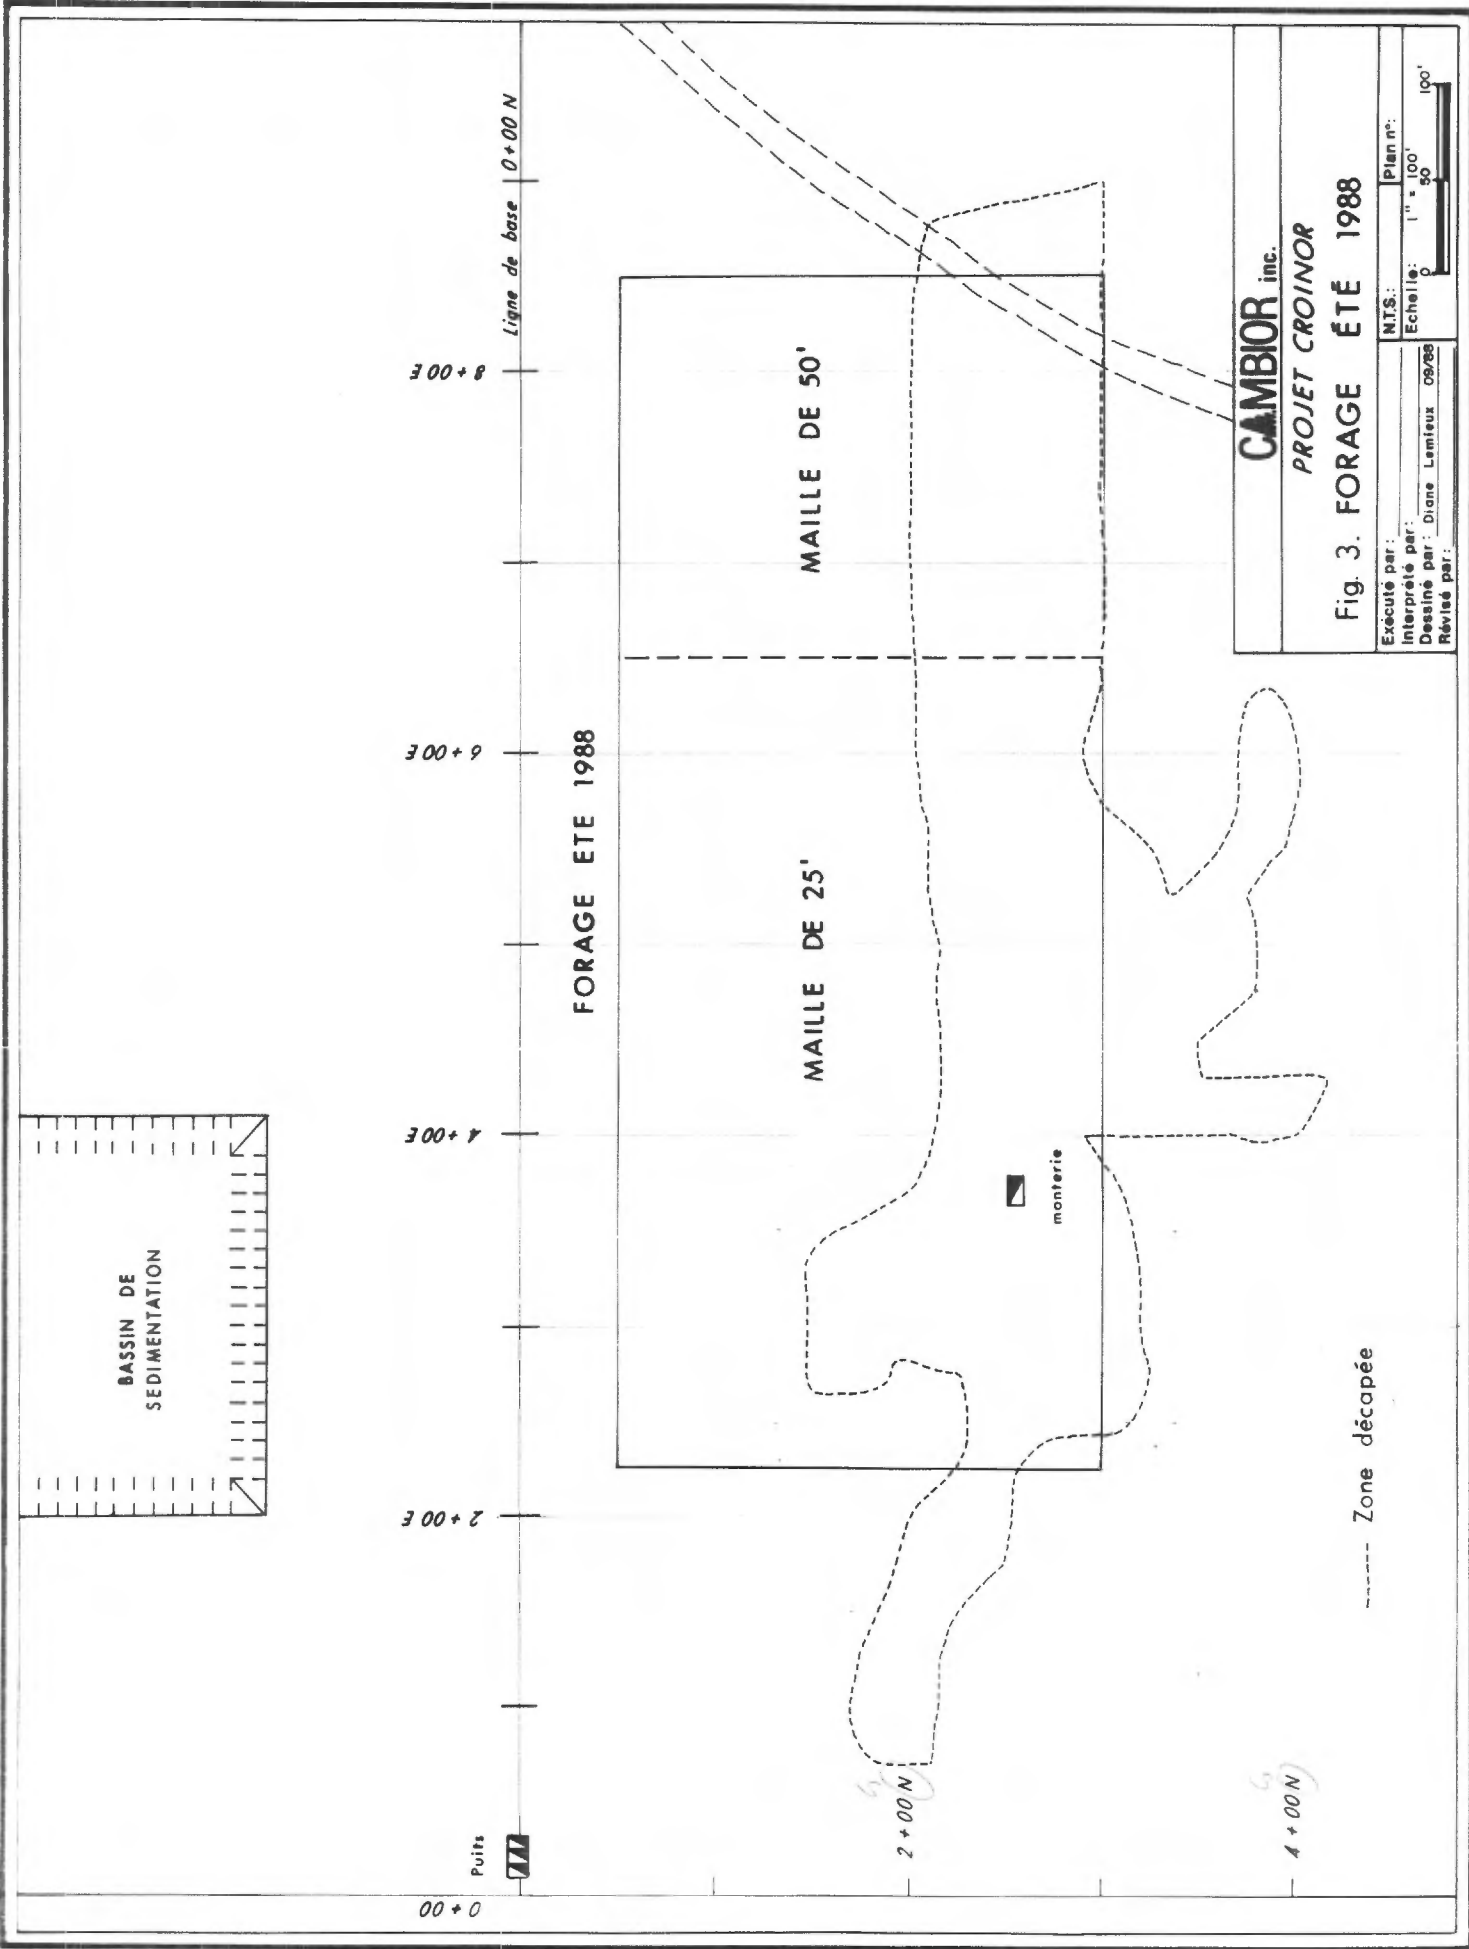 BASSIN DE
SEDIMENTATION
0 + 00
Puits
2 + 00 E
4 + 00 E
6 + 00 E
8 + 00 E
Ligne de base 0+00 N
FORAGE ETE 1988
MAILLE DE 25'
MAILLE DE 50'
monterie
2 + 00 N
4 + 00 N
Zone décapée
CAMBIOR inc.
PROJET CROINOR
Fig. 3. FORAGE ÉTÉ 1988
Exécuté par :
Interprété par :
Dessiné par : Diane Lemieux 09/88
Révisé par :
N.T.S.:
Plan n°:
Echelle: 1" = 100'
0 50 100'